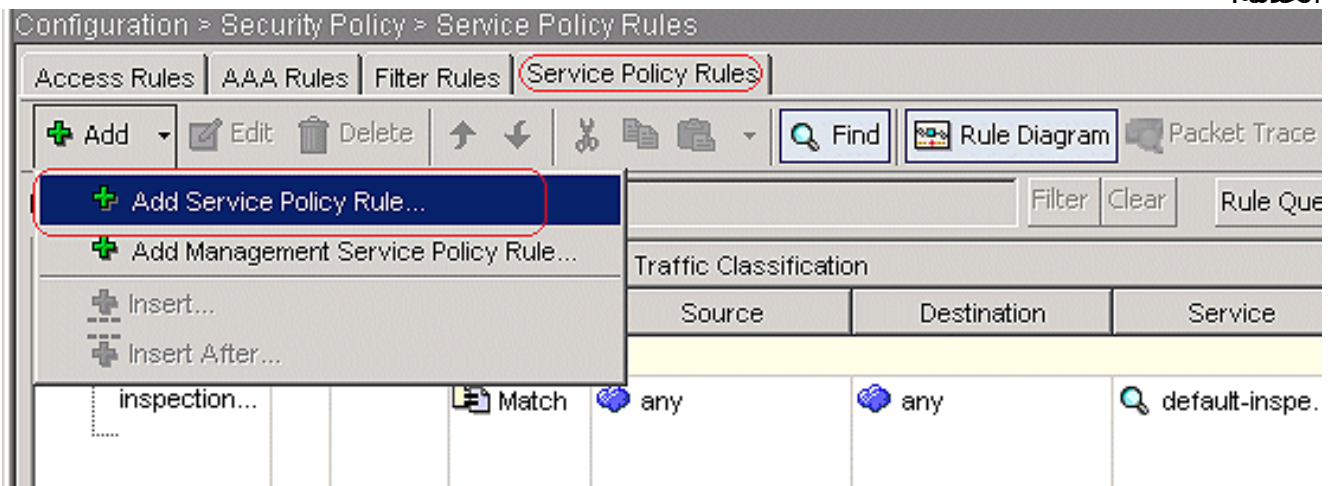 Configuration > Security Policy > Service Policy Rules
Access Rules AAA Rules Filter Rules Service Policy Rules
Add Edit Delete Find Rule Diagram Packet Trace
Add Service Policy Rule... Filter Clear Rule Que
Add Management Service Policy Rule... Traffic Classification
Insert... Source Destination Service
Insert After...
inspection... Match any any default-inspe.